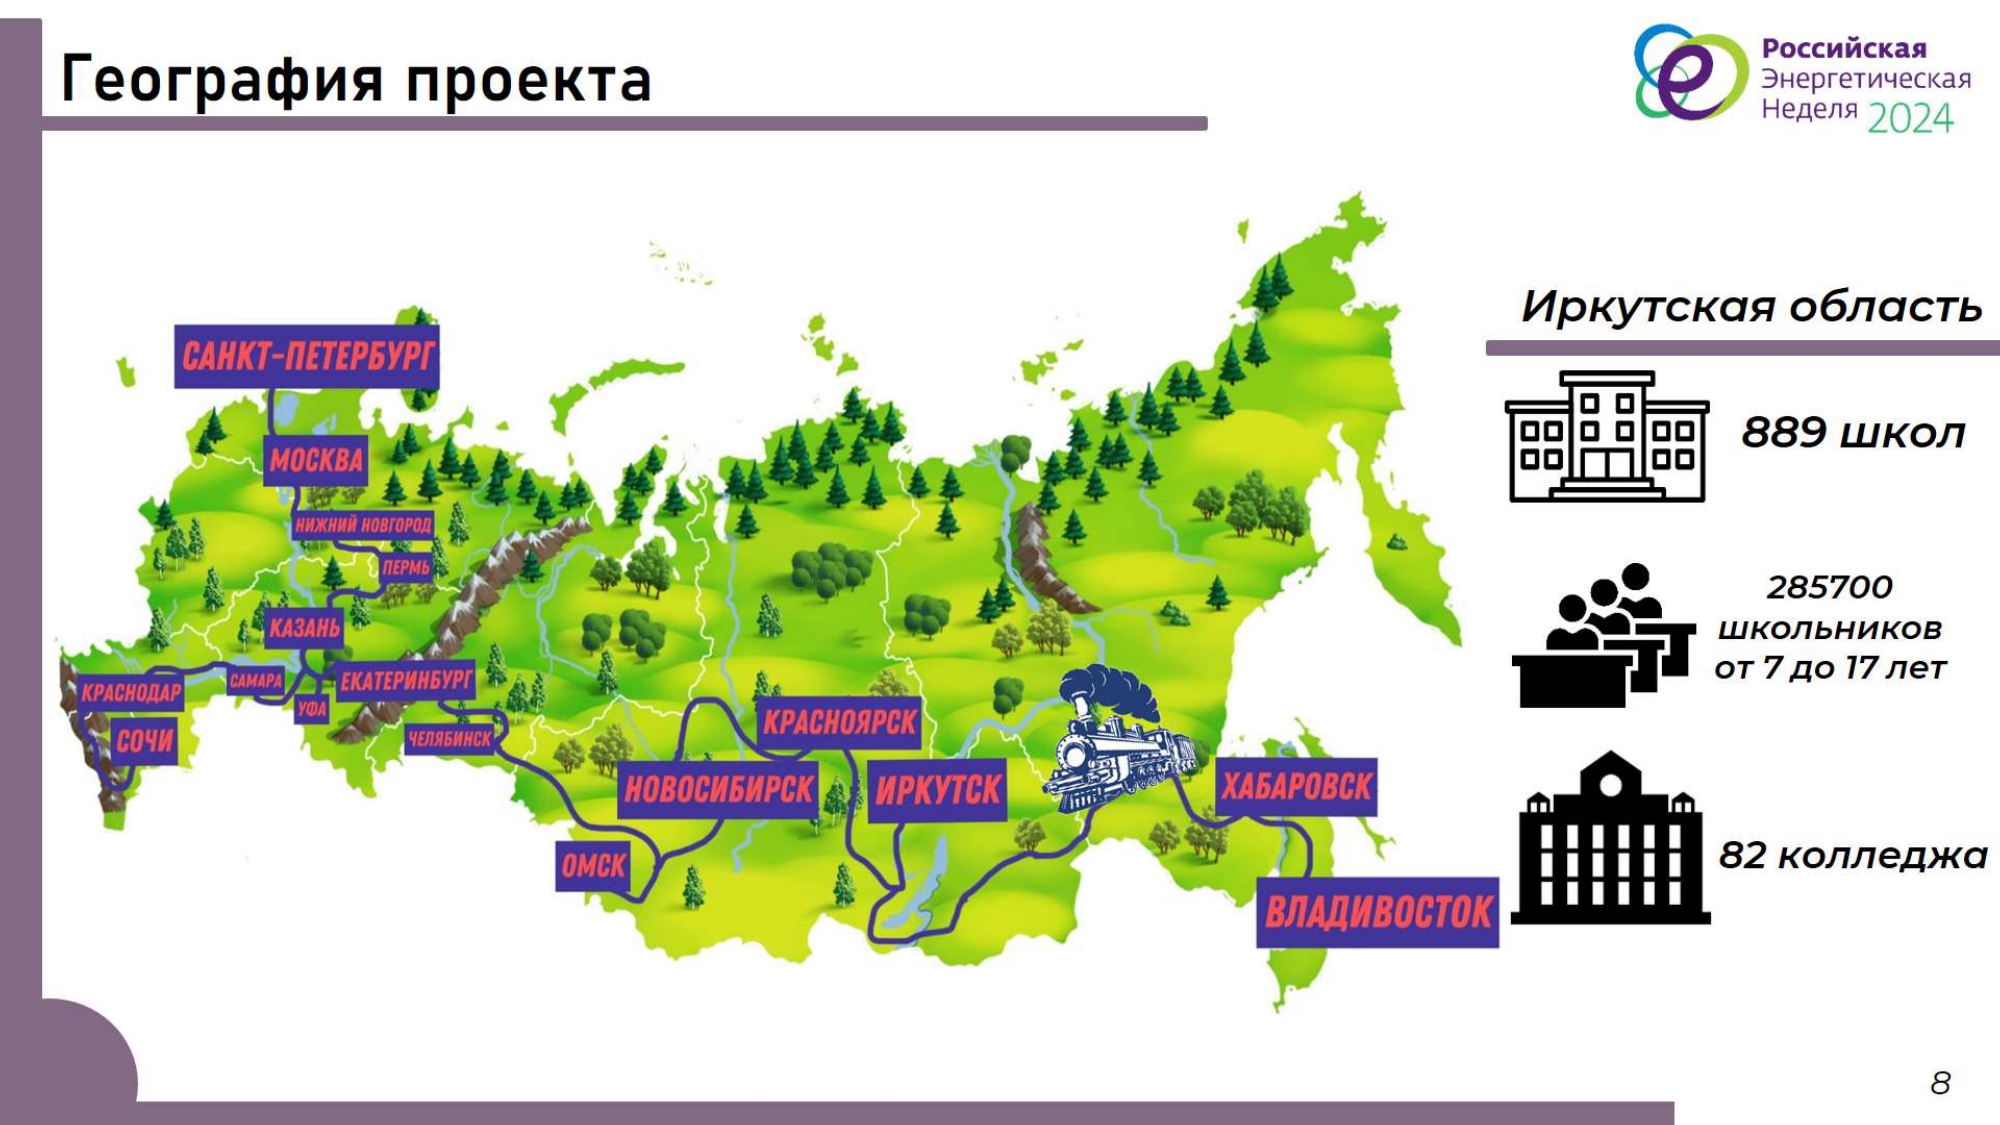 География проекта
Российская
Энергетическая
Неделя 2024
САНКТ-ПЕТЕРБУРГ
МОСКВА
НИЖНИЙ НОВГОРОД
ПЕРМЬ
КАЗАНЬ
КРАСНОДАР
САМАРА
ЕКАТЕРИНБУРГ
УФА
СОЧИ
ЧЕЛЯБИНСК
КРАСНОЯРСК
НОВОСИБИРСК
ИРКУТСК
ХАБАРОВСК
ОМСК
ВЛАДИВОСТОК
Иркутская область
889 школ
285700
школьников
от 7 до 17 лет
82 колледжа
8